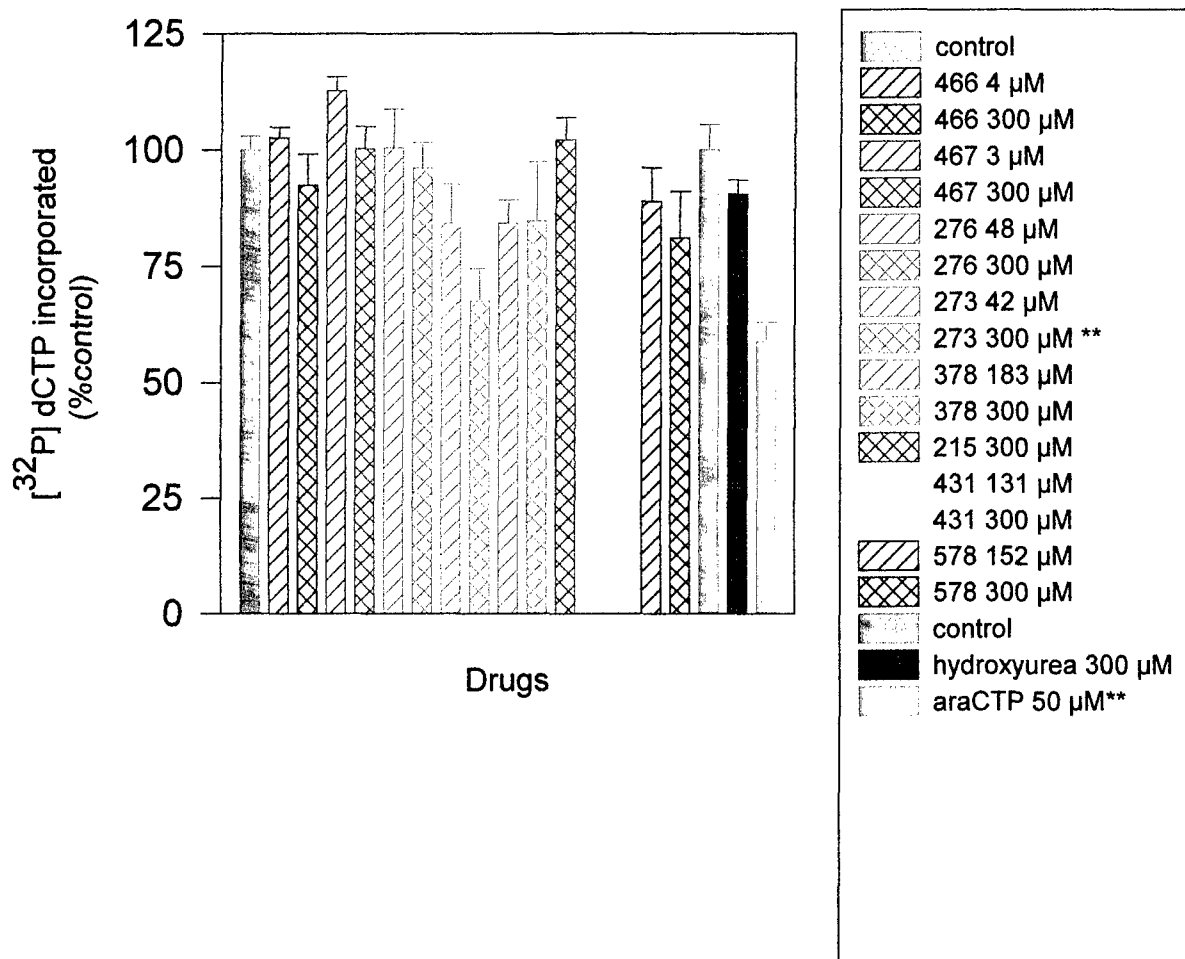 125
100
75
50
25
0
[³²P] dCTP incorporated
(%control)
Drugs
control
466 4 µM
466 300 µM
467 3 µM
467 300 µM
276 48 µM
276 300 µM
273 42 µM
273 300 µM **
378 183 µM
378 300 µM
215 300 µM
431 131 µM
431 300 µM
578 152 µM
578 300 µM
control
hydroxyurea 300 µM
araCTP 50 µM**